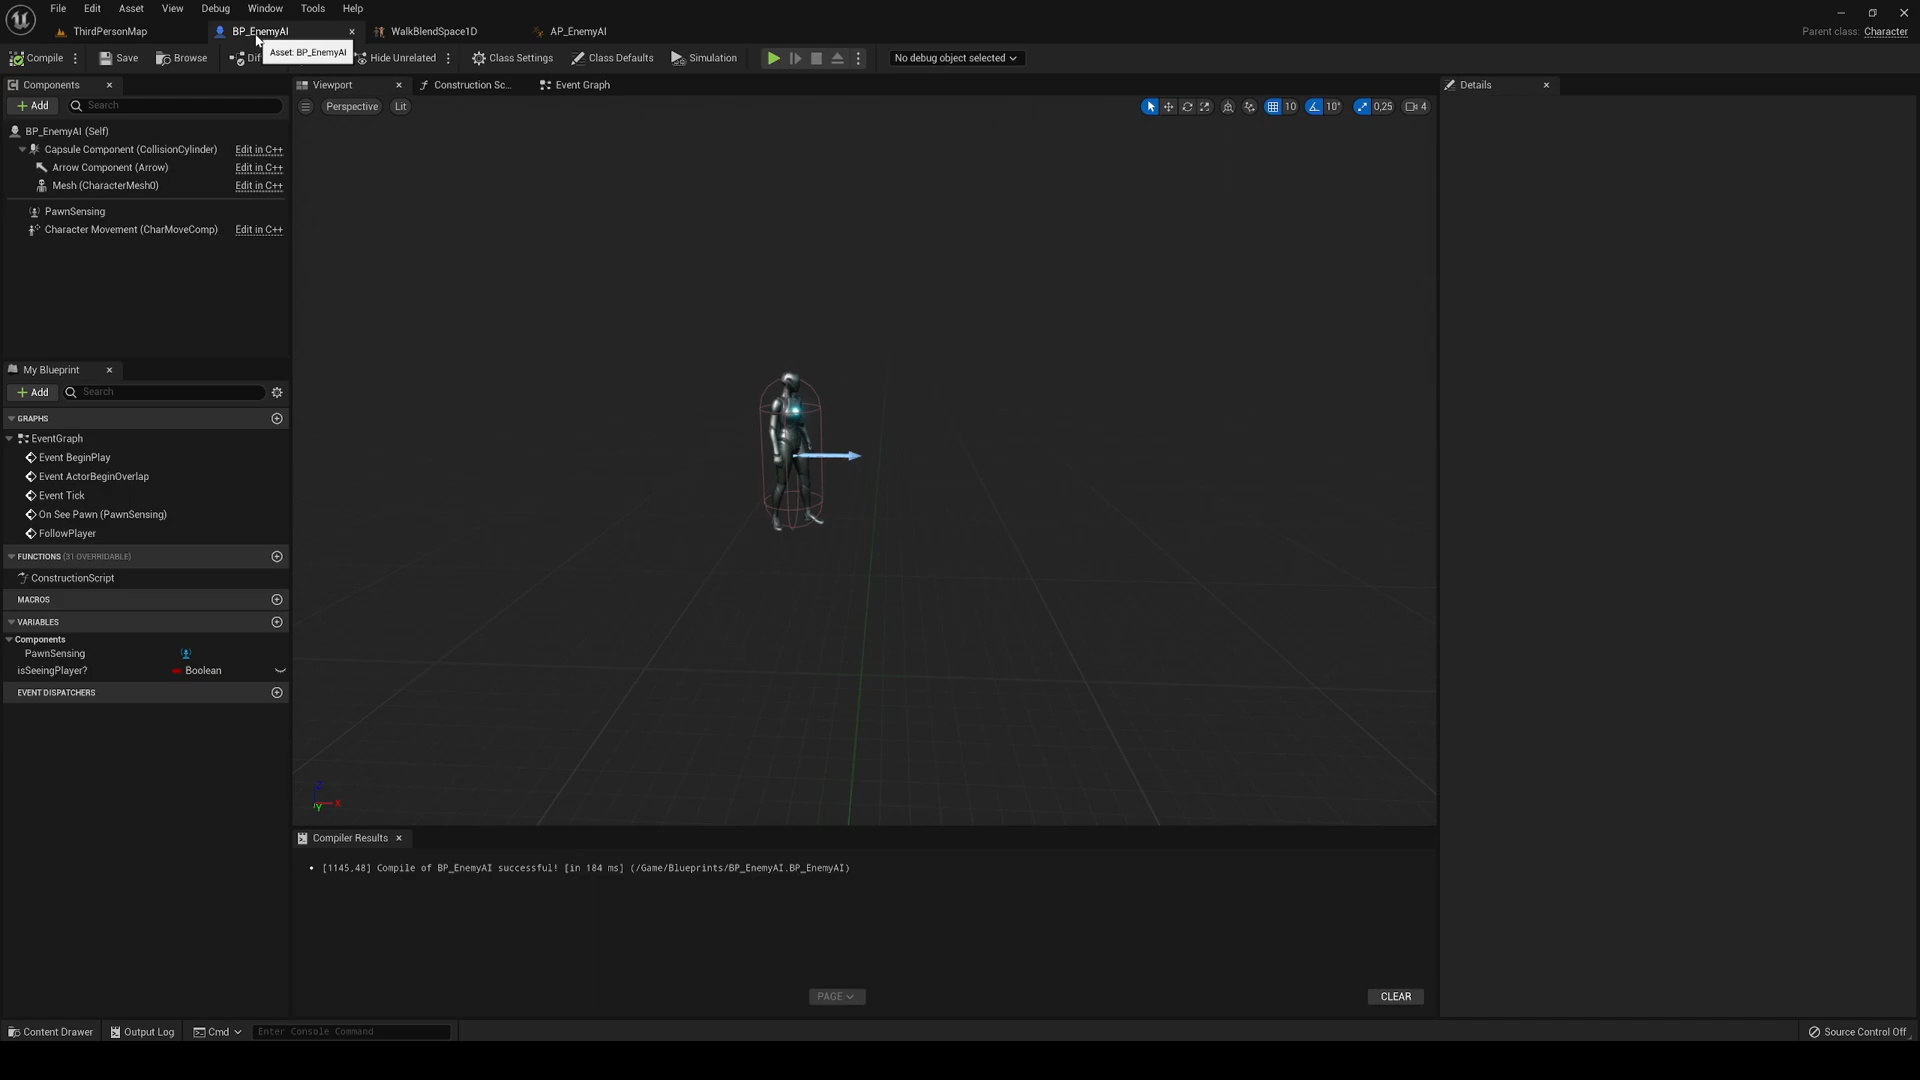 File Edit Asset View Debug Window Tools Help
ThirdPersonMap BP_EnemyAI WalkBlendSpace1D AP_EnemyAI Parent class: Character
Asset: BP_EnemyAI
Compile Save Browse Hide Unrelated Class Settings Class Defaults Simulation No debug object selected
Components Viewport Construction Sc... Event Graph Details
Add Search Perspective Lit 10 10° 0,25 4
BP_EnemyAI (Self)
Capsule Component (CollisionCylinder) Edit in C++
Arrow Component (Arrow) Edit in C++
Mesh (CharacterMesh0) Edit in C++
PawnSensing
Character Movement (CharMoveComp) Edit in C++
My Blueprint
Add Search
GRAPHS
EventGraph
Event BeginPlay
Event ActorBeginOverlap
Event Tick
On See Pawn (PawnSensing)
FollowPlayer
FUNCTIONS (31 OVERRIDABLE)
ConstructionScript
MACROS
VARIABLES
Components
PawnSensing
isSeeingPlayer? Boolean
EVENT DISPATCHERS
Z
X
Y
Compiler Results
• [1145,48] Compile of BP_EnemyAI successful! [in 184 ms] (/Game/Blueprints/BP_EnemyAI.BP_EnemyAI)
PAGE CLEAR
Content Drawer Output Log Cmd Enter Console Command Source Control Off